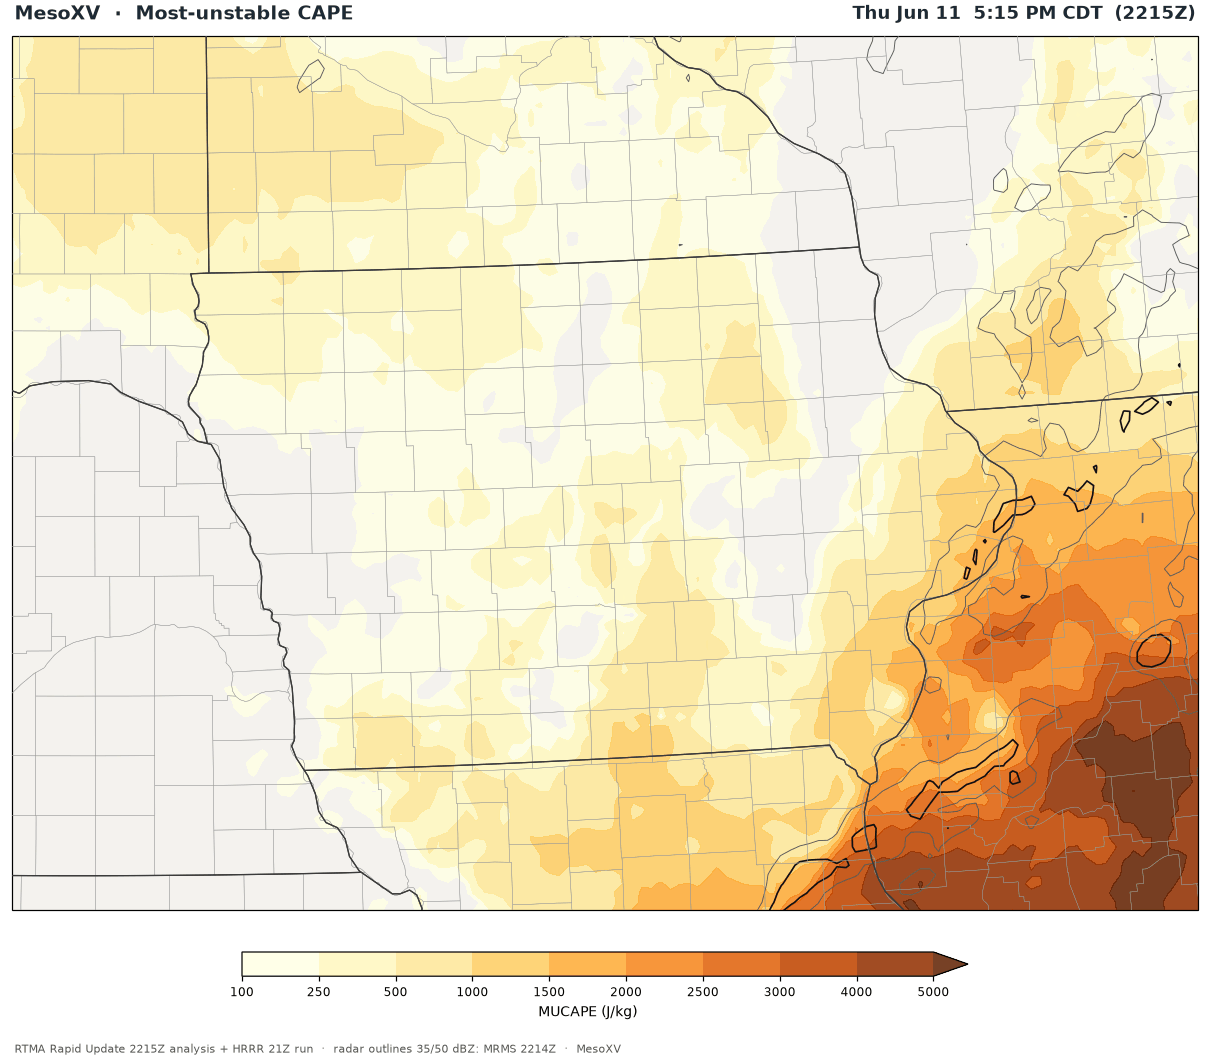 MesoXV · Most-unstable CAPE
Thu Jun 11 5:15 PM CDT (2215Z)
100 250 500 1000 1500 2000 2500 3000 4000 5000
MUCAPE (J/kg)
RTMA Rapid Update 2215Z analysis + HRRR 21Z run · radar outlines 35/50 dBZ: MRMS 2214Z · MesoXV